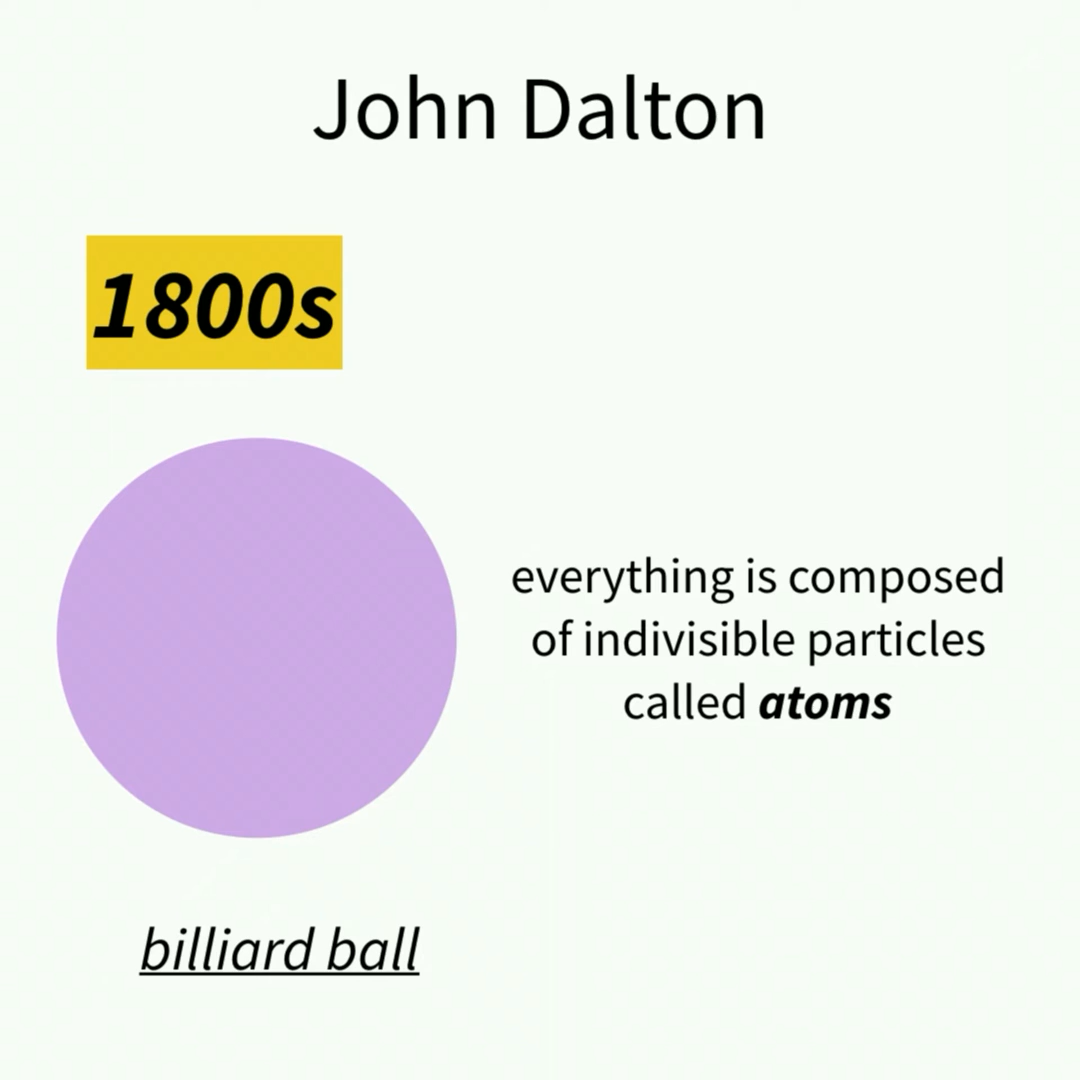 John Dalton
1800s
everything is composed
of indivisible particles
called atoms
billiard ball